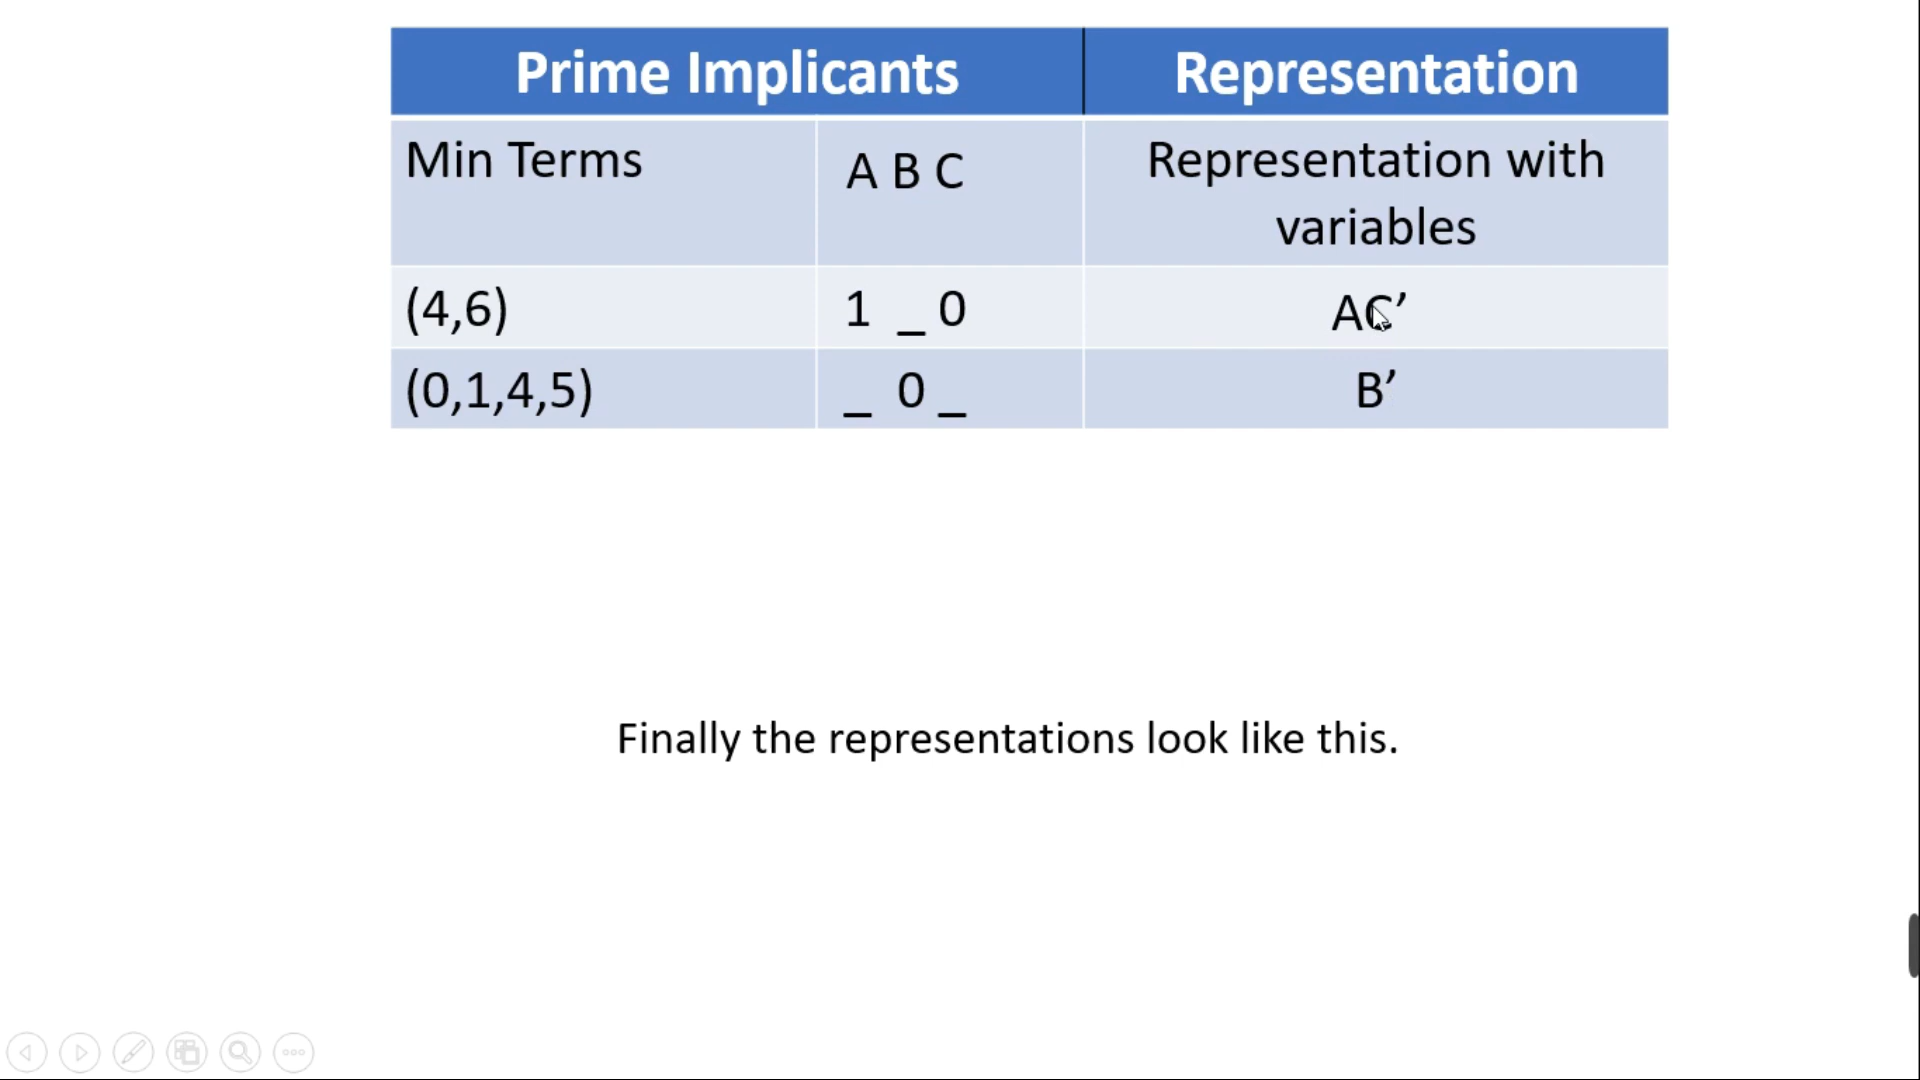 Prime Implicants Representation
Min Terms A B C Representation with
variables
(4,6) 1 _ 0 AC’
(0,1,4,5) _ 0 _ B’
Finally the representations look like this.